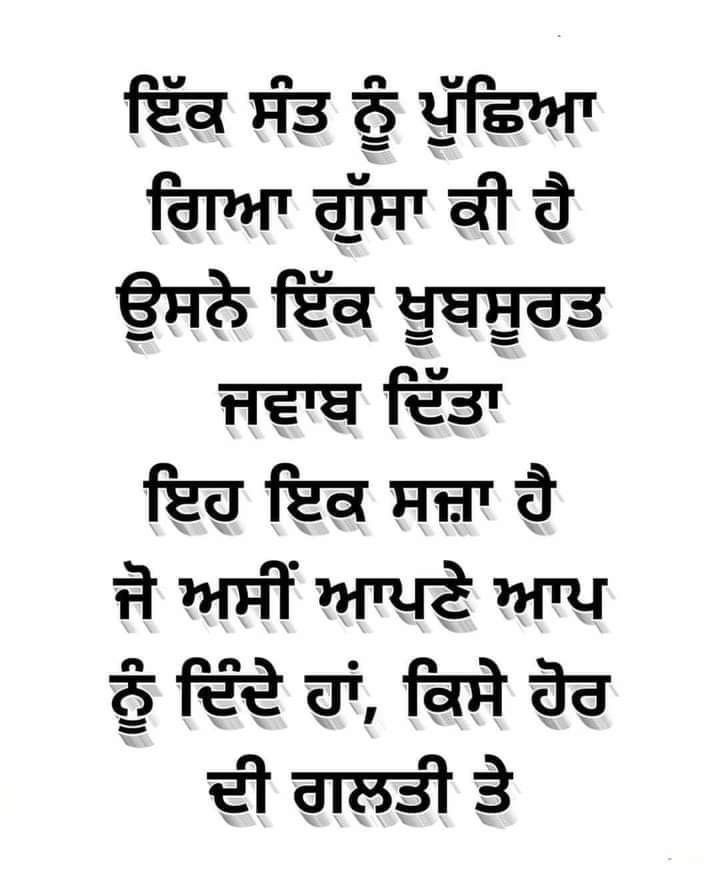 ਇੱਕ ਸੰਤ ਨੂੰ ਪੁੱਛਿਆ
ਗਿਆ ਗੁੱਸਾ ਕੀ ਹੈ
ਉਸਨੇ ਇੱਕ ਖੂਬਸੂਰਤ
ਜਵਾਬ ਦਿੱਤਾ
ਇਹ ਇਕ ਸਜ਼ਾ ਹੈ
ਜੋ ਅਸੀਂ ਆਪਣੇ ਆਪ
ਨੂੰ ਦਿੰਦੇ ਹਾਂ, ਕਿਸੇ ਹੋਰ
ਦੀ ਗਲਤੀ ਤੇ